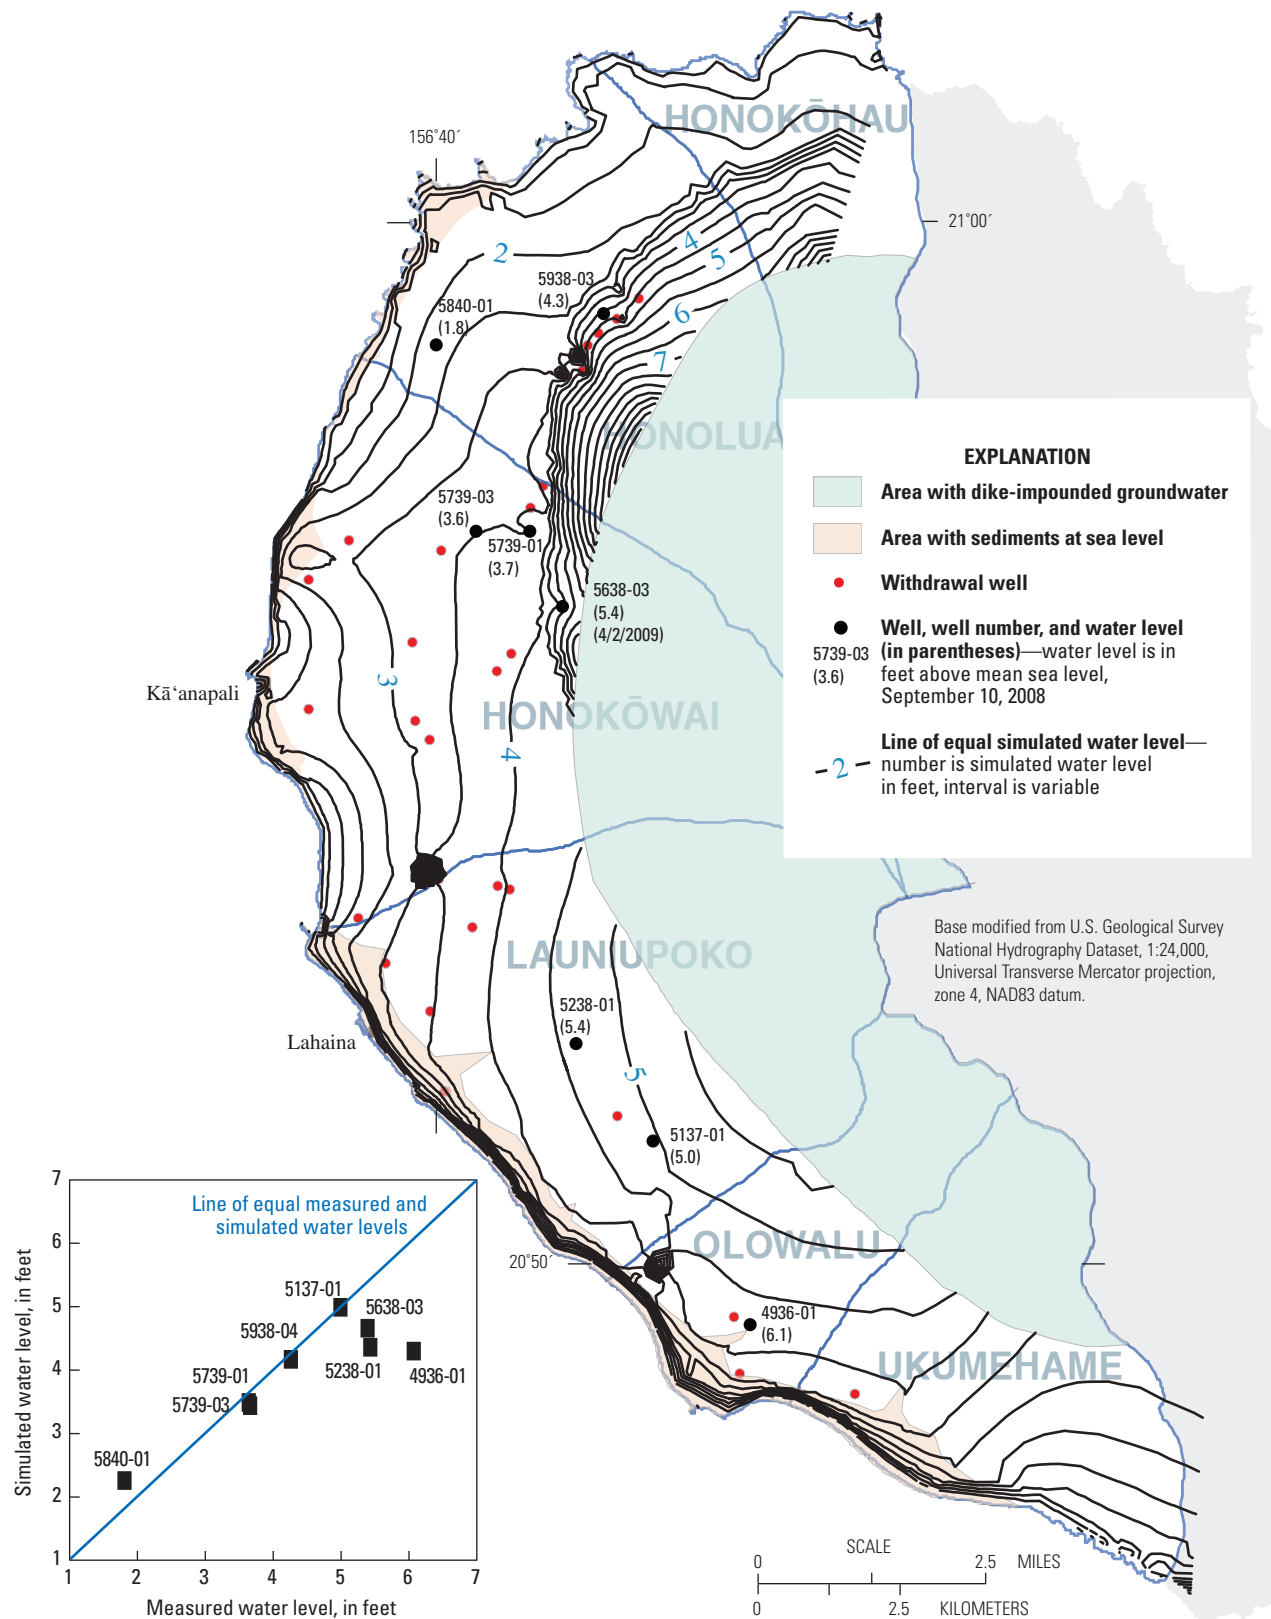 HONOKŌHAU
156°40´
21°00´
2
4
5
5938-03
(4.3)
5840-01
(1.8)
6
7
HONOLUA
EXPLANATION
Area with dike-impounded groundwater
Area with sediments at sea level
Withdrawal well
Well, well number, and water level
(in parentheses)—water level is in
feet above mean sea level,
September 10, 2008
5739-03
(3.6)
Line of equal simulated water level—
number is simulated water level
in feet, interval is variable
2
5739-03
(3.6)
5739-01
(3.7)
5638-03
(5.4)
(4/2/2009)
3
Kā‘anapali
HONOKŌWAI
4
Base modified from U.S. Geological Survey
National Hydrography Dataset, 1:24,000,
Universal Transverse Mercator projection,
zone 4, NAD83 datum.
LAUNIUPOKO
5238-01
(5.4)
Lahaina
5
5137-01
(5.0)
OLOWALU
20°50´
4936-01
(6.1)
UKUMEHAME
Line of equal measured and
simulated water levels
5137-01
5638-03
5938-04
5739-01
5238-01
4936-01
5739-03
5840-01
7
6
5
4
3
2
1
Simulated water level, in feet
1 2 3 4 5 6 7
Measured water level, in feet
SCALE
0 2.5 MILES
0 2.5 KILOMETERS